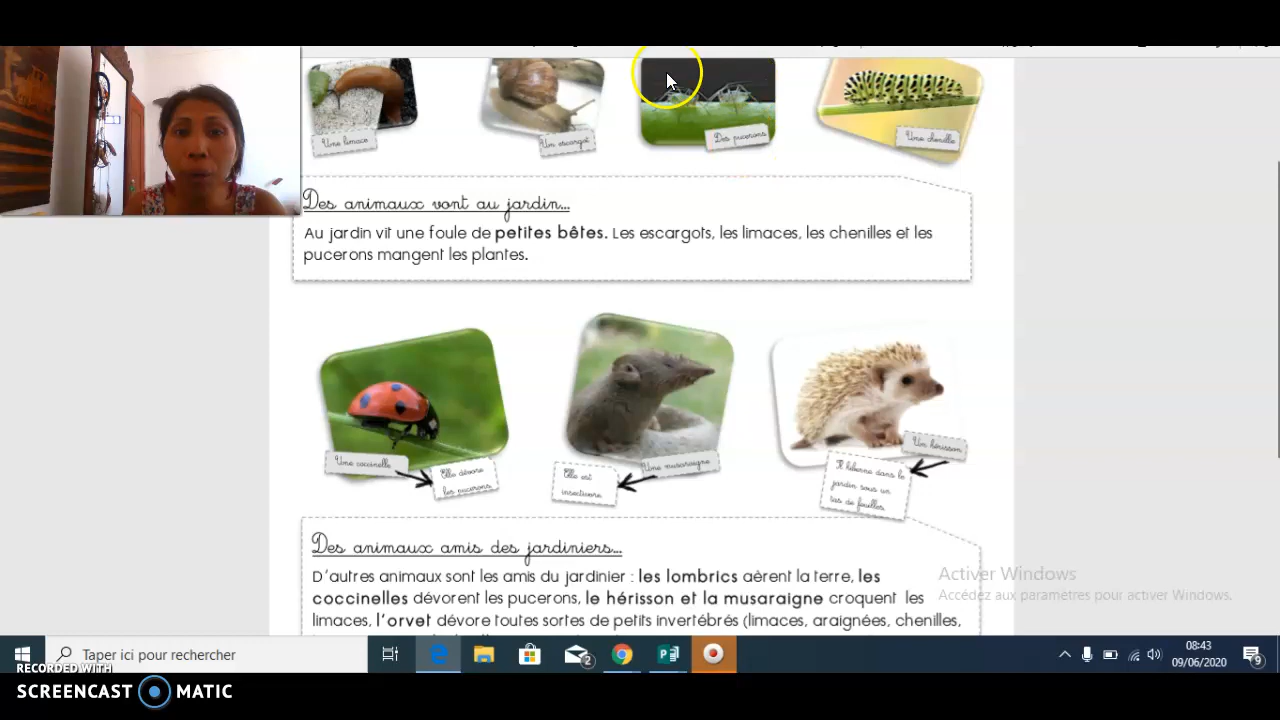 Une limace
Un escargot
Des pucerons
Une chenille
Des animaux vont au jardin...
Au jardin vit une foule de petites bêtes. Les escargots, les limaces, les chenilles et les
pucerons mangent les plantes.
Une coccinelle
Elle dévore
les pucerons
Elle est
insectivore
Une musaraigne
Un hérisson
Il hiberne dans le
jardin sous un
tas de feuilles
Des animaux amis des jardiniers...
D'autres animaux sont les amis du jardinier : les lombrics aèrent la terre, les
coccinelles dévorent les pucerons, le hérisson et la musaraigne croquent les
limaces, l'orvet dévore toutes sortes de petits invertébrés (limaces, araignées, chenilles,
Activer Windows
Accédez aux paramètres pour activer Windows.
Taper ici pour rechercher
2
08:43
09/06/2020
9
RECORDED WITH
SCREENCAST MATIC